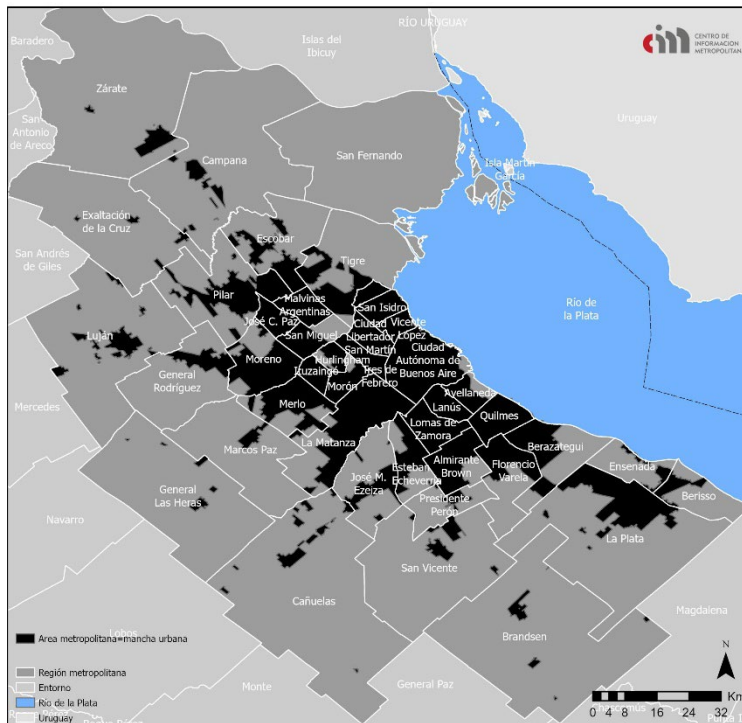 RÍO URUGUAY
Islas del
Ibicuy
Baradero
CENTRO DE
INFORMACION
METROPOLITANA
Zárate
San
Antonio
de Areco
Uruguay
Campana
San Fernando
Isla Martín
García
Exaltación
de la Cruz
San Andrés
de Giles
Escobar
Tigre
Pilar
Malvinas
Argentinas
San Isidro
Río de
la Plata
José C. Paz
Ciudad
Libertador
San Martín
Vicente
López
Luján
San Miguel
Hurlingham
Ciudad
Autónoma de
Buenos Aire
Moreno
Ituzaingó
Tres de
Febrero
General
Rodríguez
Morón
Avellaneda
Mercedes
Merlo
Lanús
Quilmes
Lomas de
Zamora
Marcos Paz
La Matanza
Berazategui
Almirante
Brown
Florencio
Varela
Ensenada
José M.
Ezeiza
Esteban
Echeverría
Berisso
General
Las Heras
Presidente
Perón
La Plata
Navarro
San Vicente
Cañuelas
Magdalena
Brandsen
Lobos
Area metropolitana=mancha urbana
Monte
General Paz
Región metropolitana
Entorno
Río de la Plata
Uruguay
N
Km
0 4 8 16 24 32